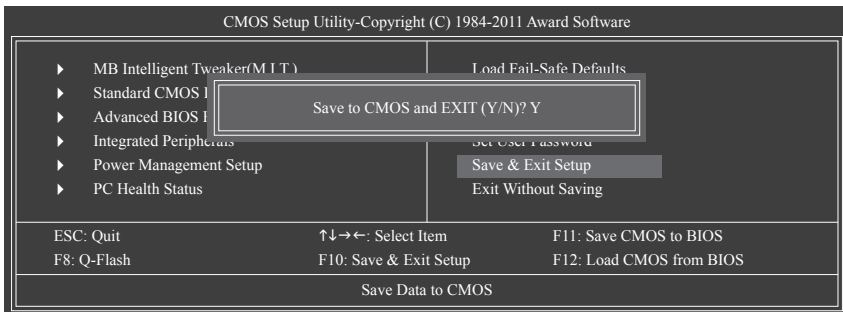 CMOS Setup Utility-Copyright (C) 1984-2011 Award Software
MB Intelligent Tweaker(M.I.T.)
Standard CMOS
Advanced BIOS
Integrated Peripherals
Power Management Setup
PC Health Status
Load Fail-Safe Defaults
Set User Password
Save & Exit Setup
Exit Without Saving
Save to CMOS and EXIT (Y/N)? Y
ESC: Quit
↑↓→←: Select Item
F11: Save CMOS to BIOS
F8: Q-Flash
F10: Save & Exit Setup
F12: Load CMOS from BIOS
Save Data to CMOS